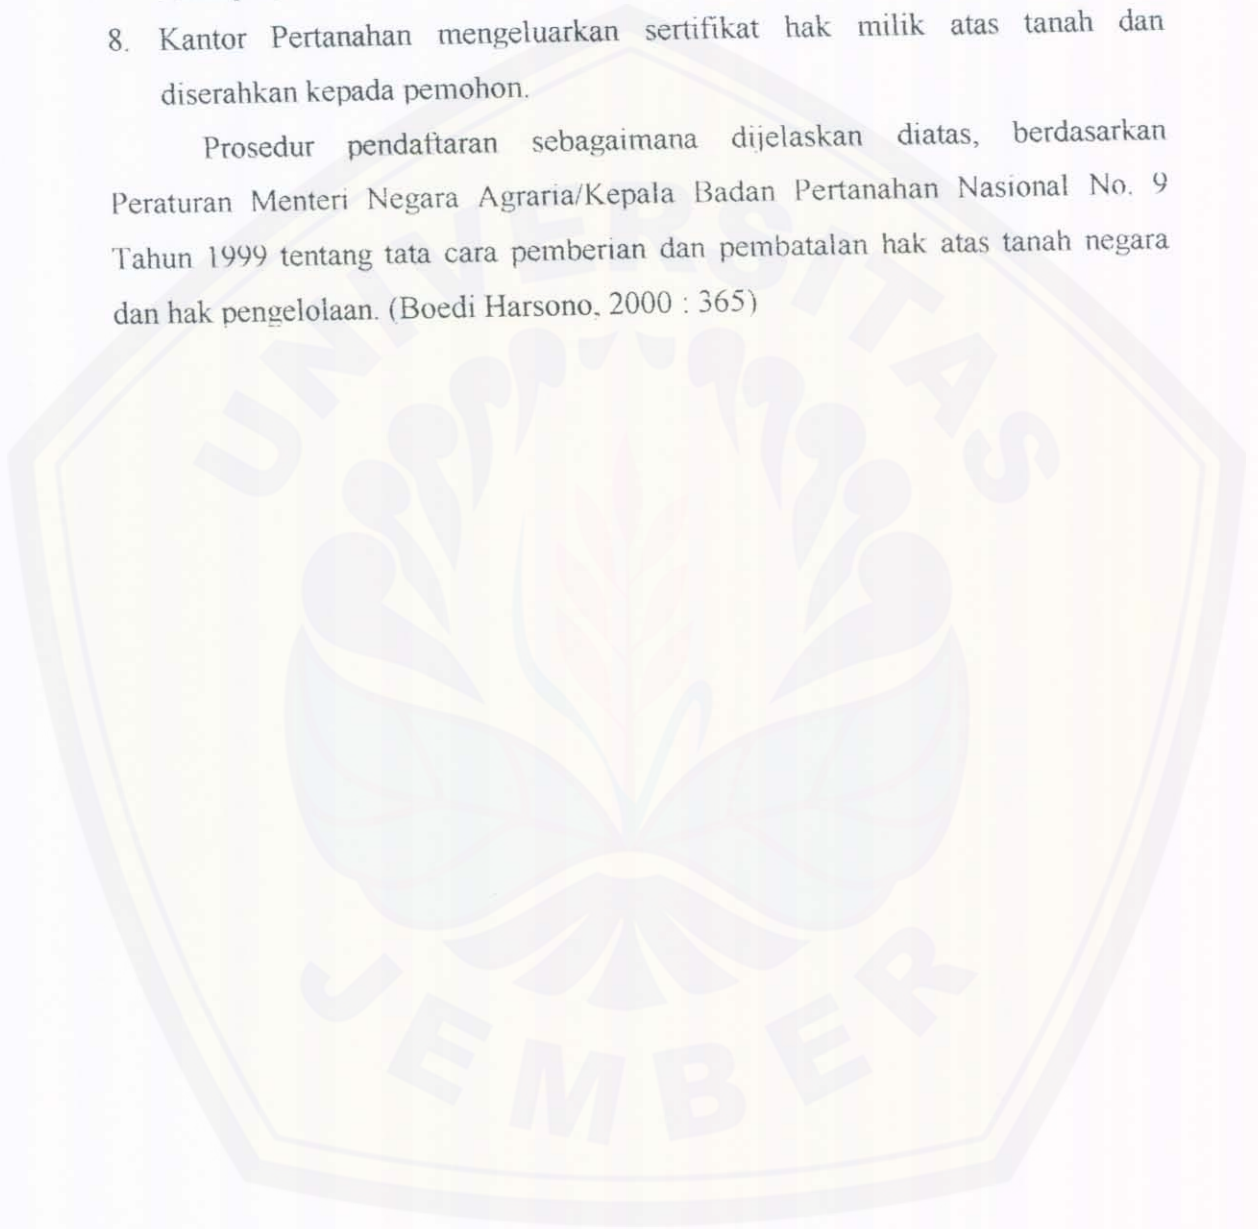 8. Kantor Pertanahan mengeluarkan sertifikat hak milik atas tanah dan
diserahkan kepada pemohon.
Prosedur pendaftaran sebagaimana dijelaskan diatas, berdasarkan
Peraturan Menteri Negara Agraria/Kepala Badan Pertanahan Nasional No. 9
Tahun 1999 tentang tata cara pemberian dan pembatalan hak atas tanah negara
dan hak pengelolaan. (Boedi Harsono, 2000 : 365)
UNIVERSITAS
JEMBER